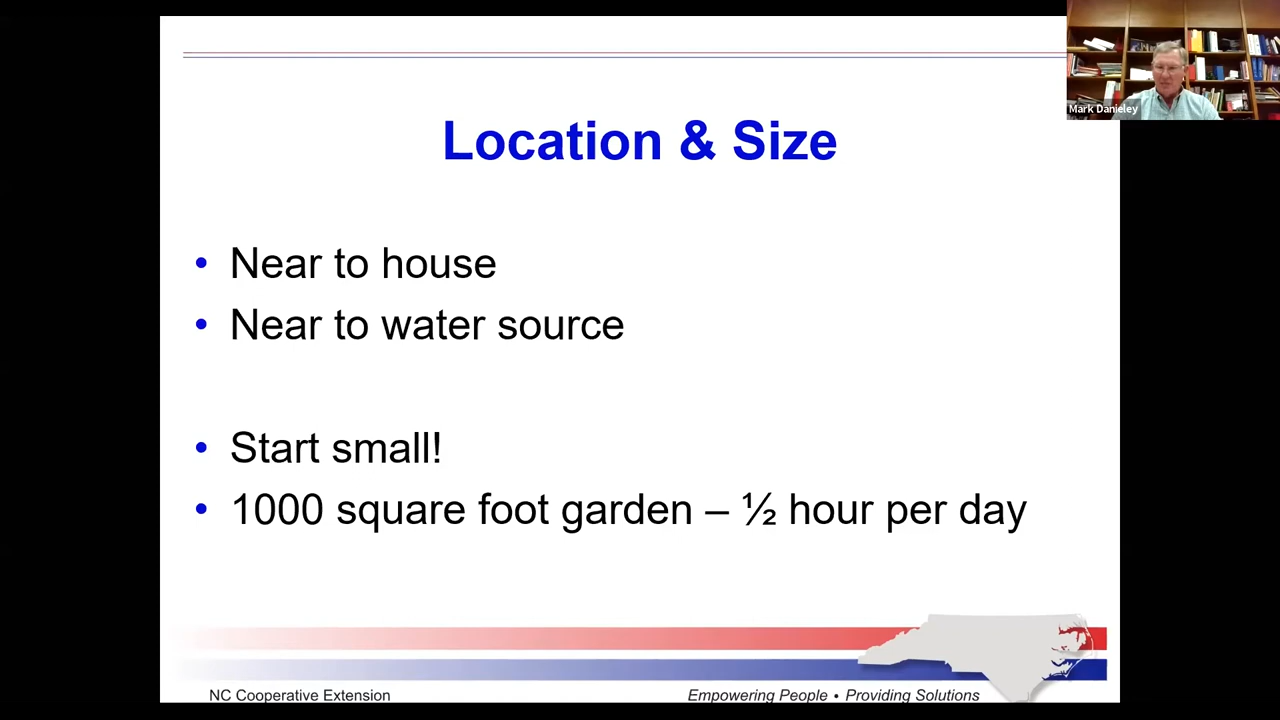 Mark Danieley
Location & Size
• Near to house
• Near to water source
• Start small!
• 1000 square foot garden – ½ hour per day
NC Cooperative Extension
Empowering People • Providing Solutions